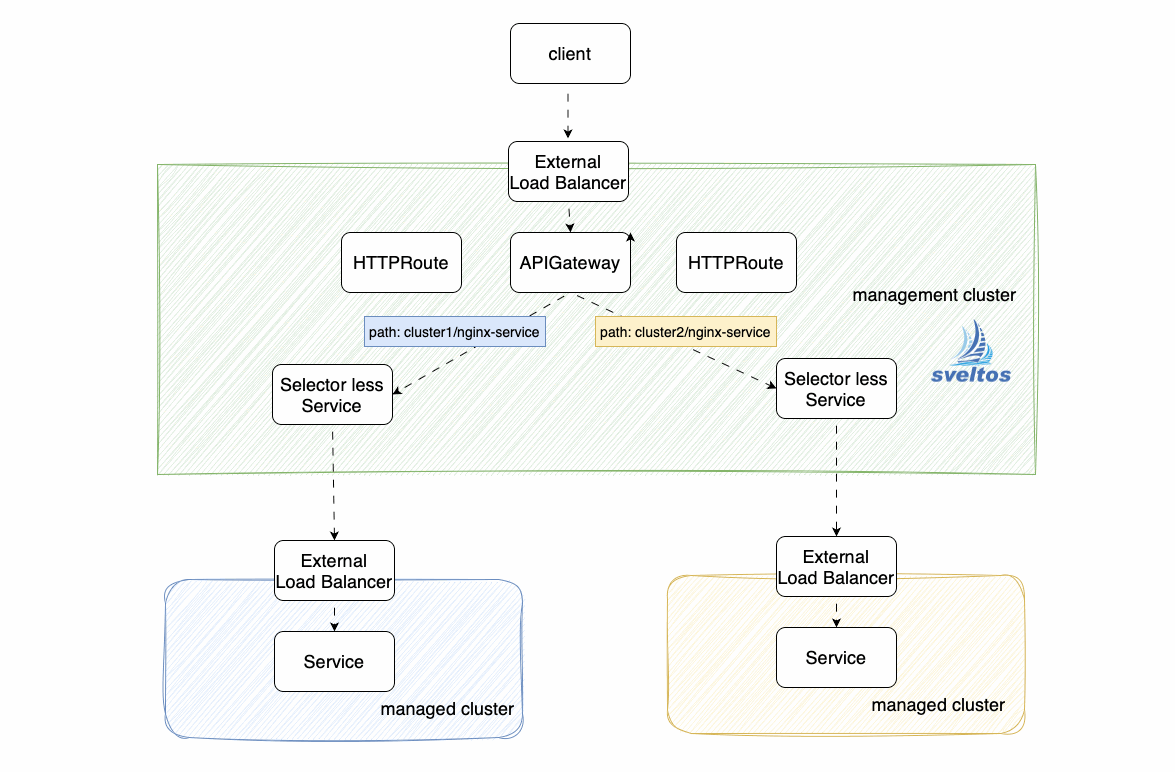 client
External
Load Balancer
HTTPRoute
APIGateway
HTTPRoute
management cluster
path: cluster1/nginx-service
path: cluster2/nginx-service
sveltos
Selector less
Service
Selector less
Service
External
Load Balancer
External
Load Balancer
Service
Service
managed cluster
managed cluster